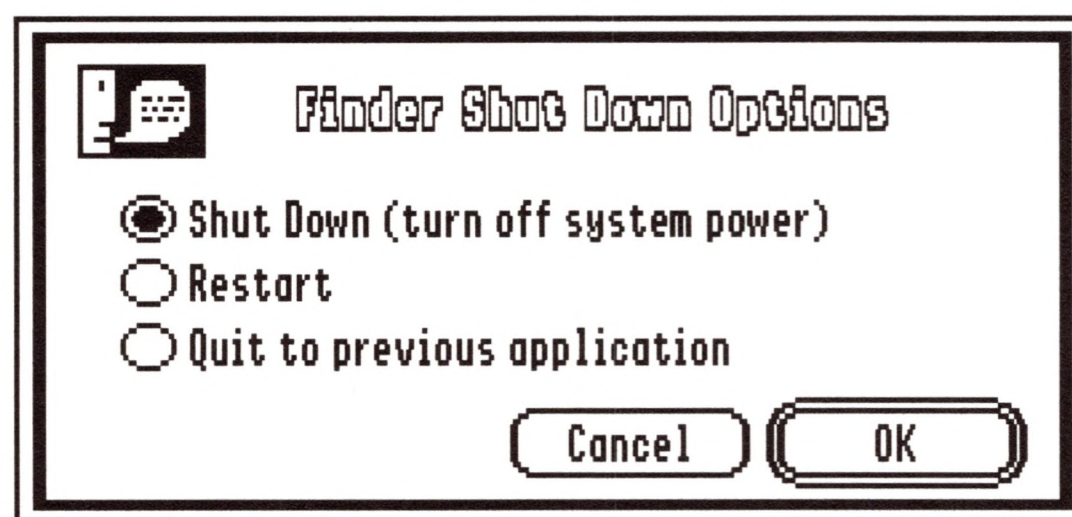 Finder Shut Down Options
Shut Down (turn off system power)
Restart
Quit to previous application
Cancel OK